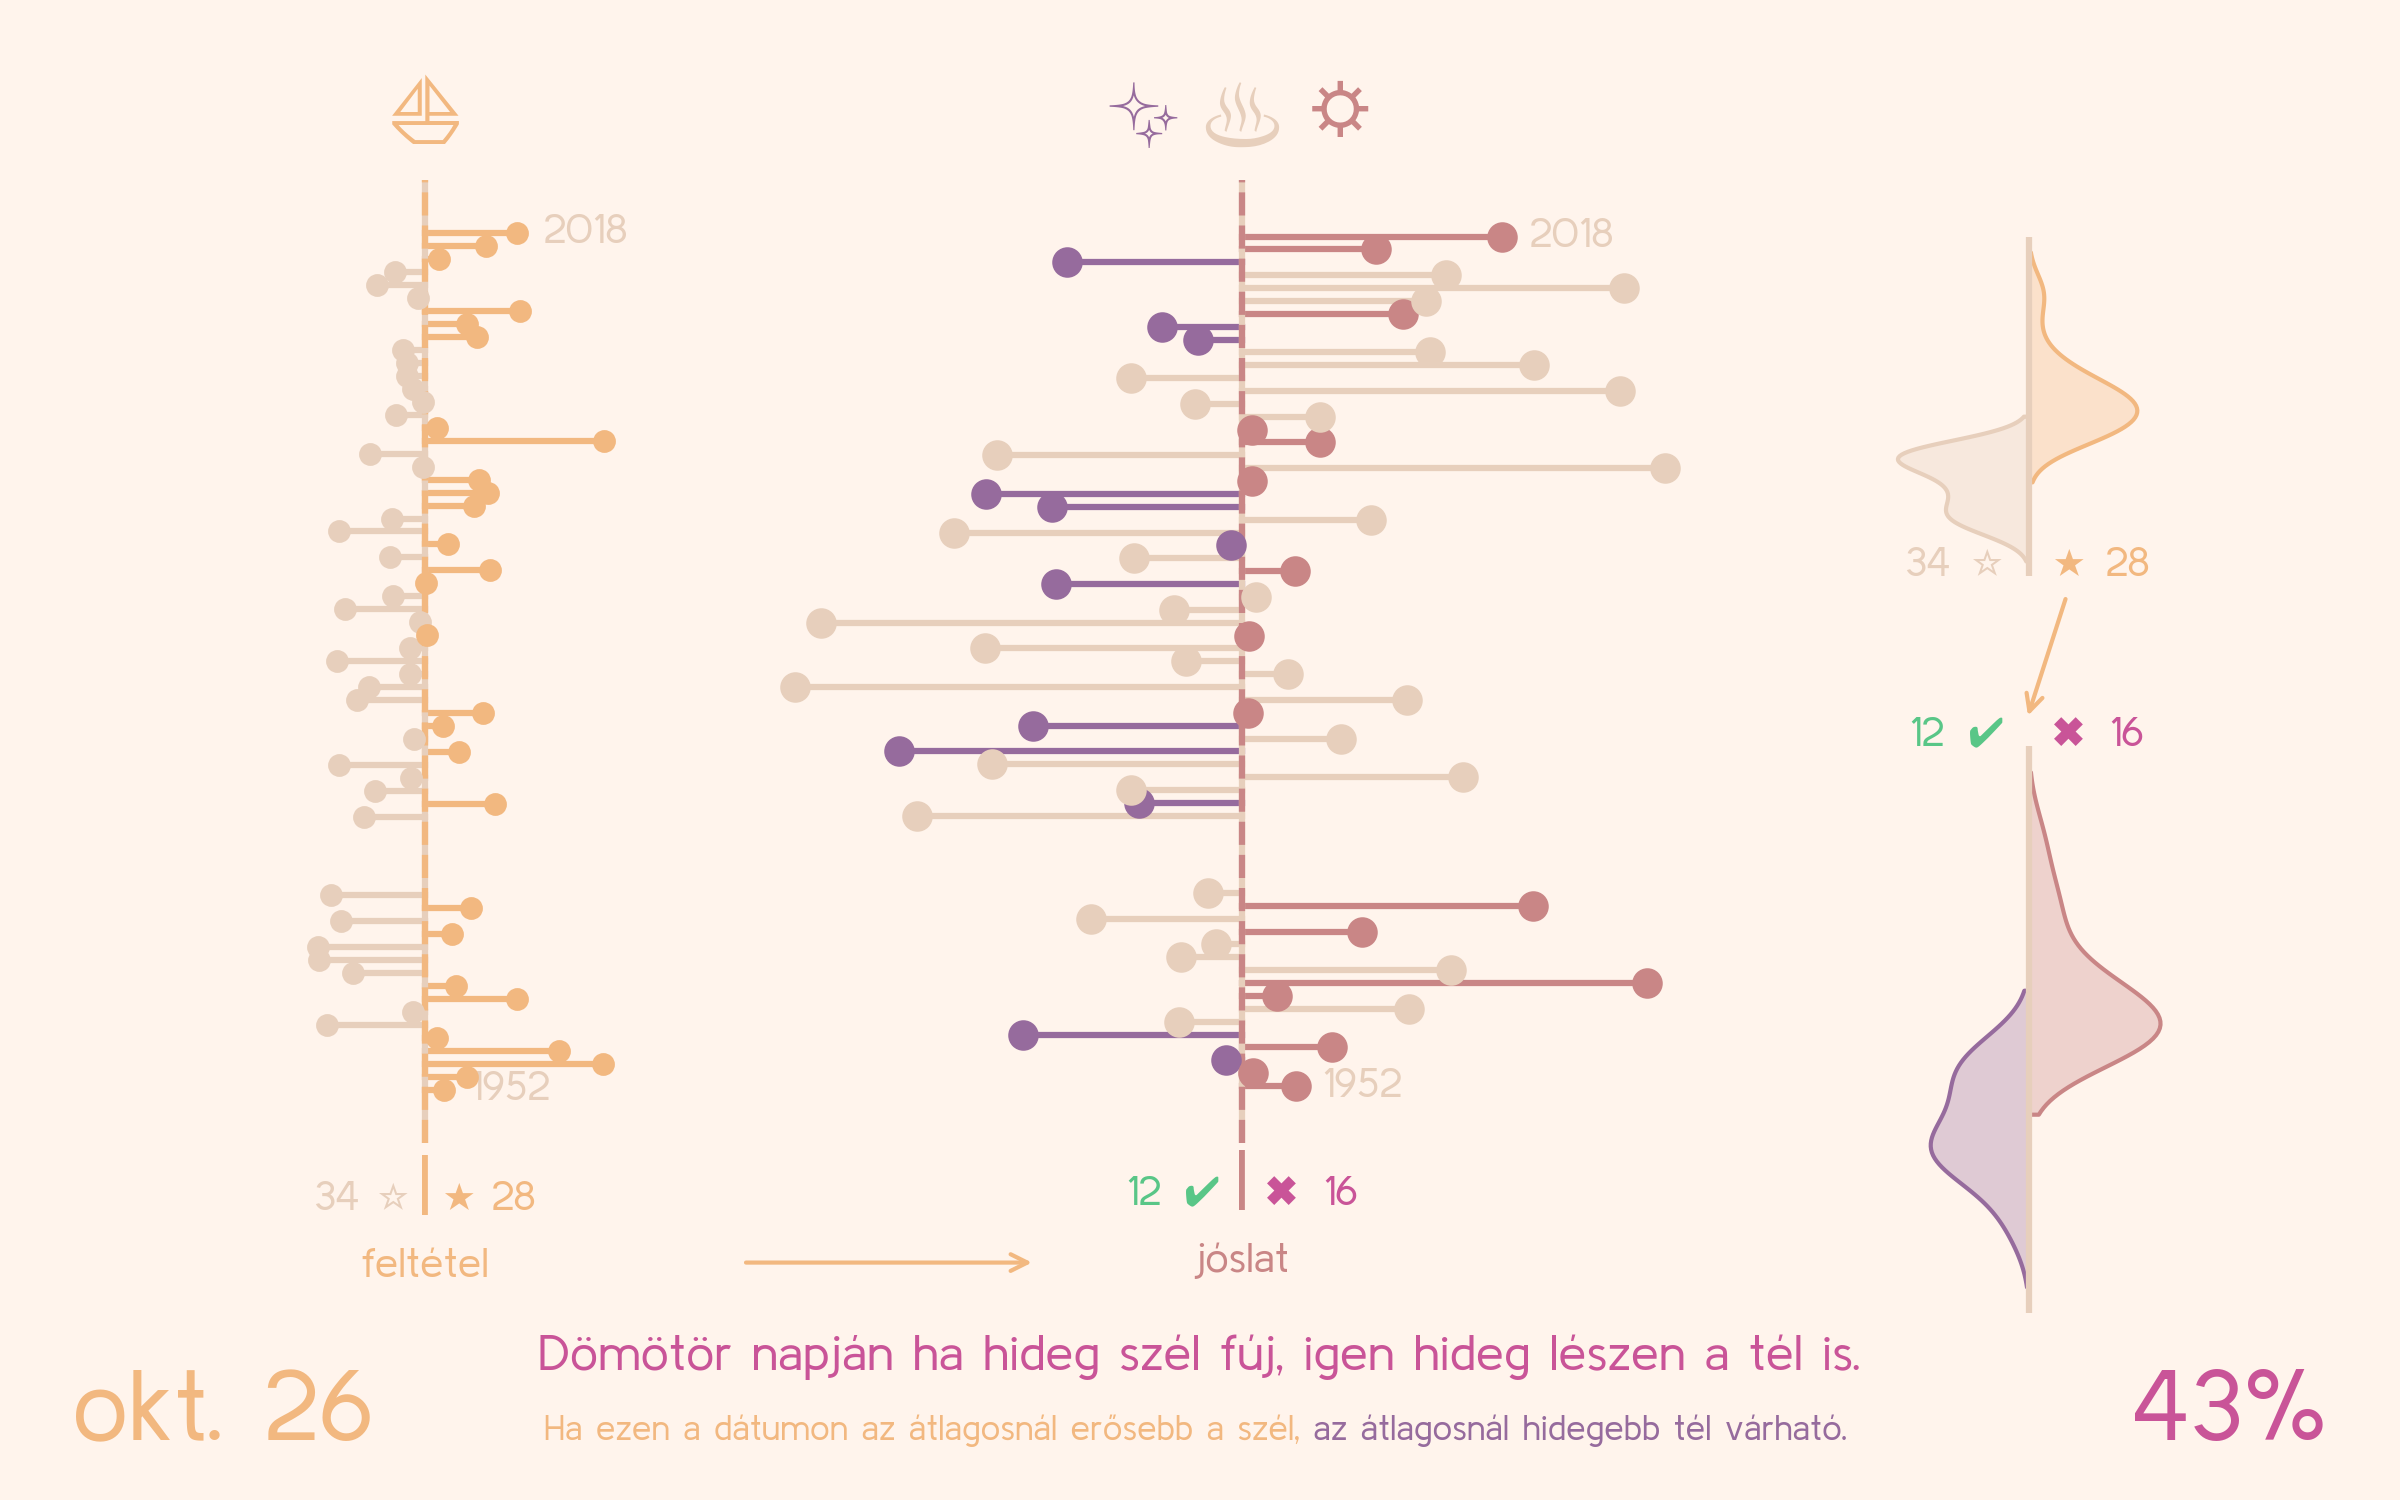 2018
2018
34 ☆ ★ 28
12 ✔ ✖ 16
1952
1952
34 ☆ ★ 28
12 ✔ ✖ 16
feltétel
jóslat
Dömötör napján ha hideg szél fúj, igen hideg lészen a tél is.
okt. 26
43%
Ha ezen a dátumon az átlagosnál erősebb a szél, az átlagosnál hidegebb tél várható.